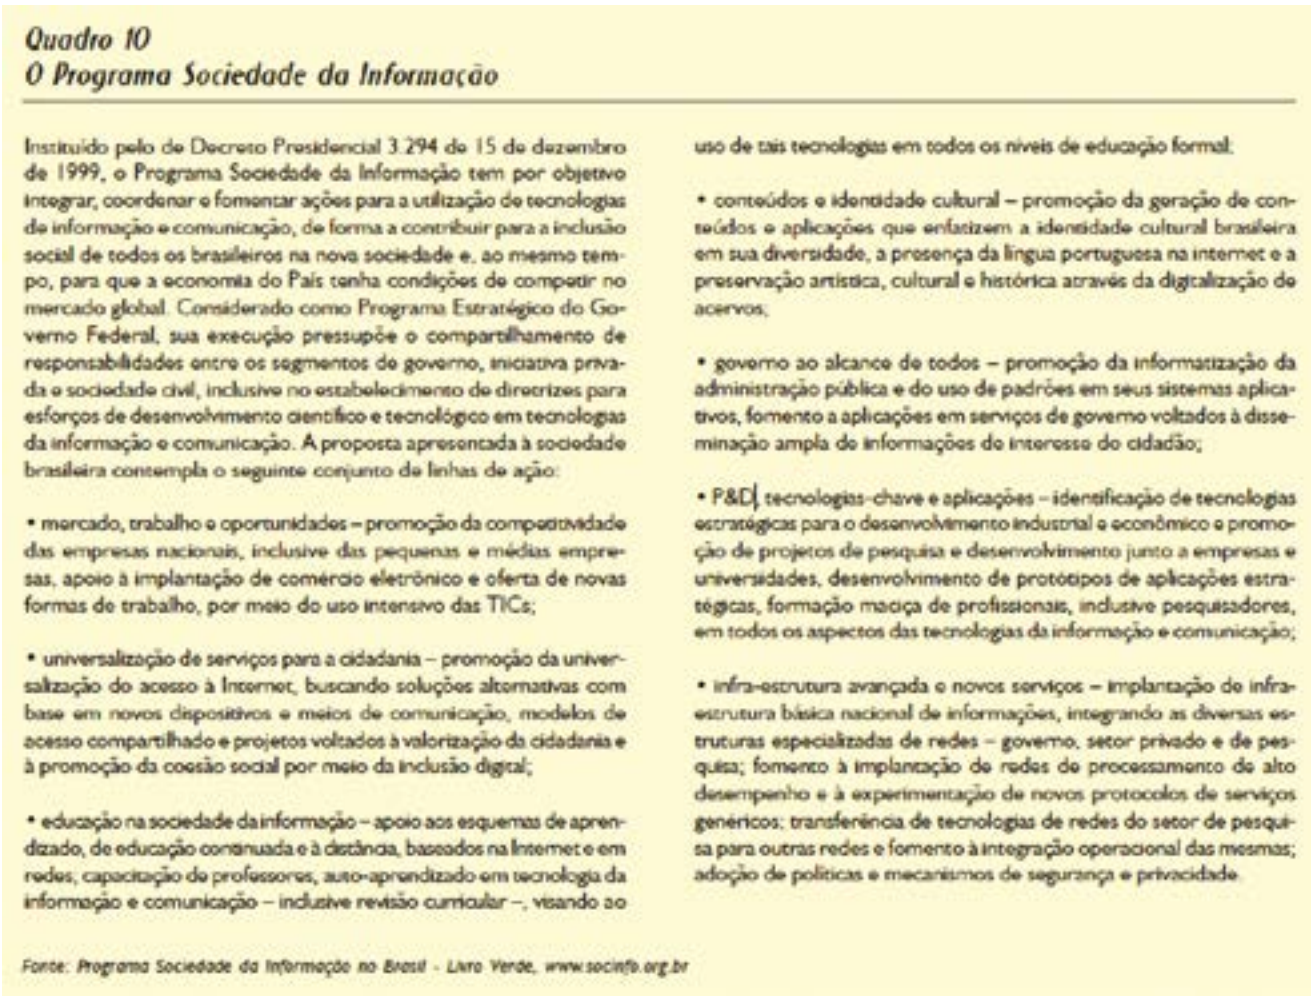 Quadro 10
O Programa Sociedade da Informação
Instituído pelo de Decreto Presidencial 3.294 de 15 de dezembro
de 1999, o Programa Sociedade da Informação tem por objetivo
integrar, coordenar e fomentar ações para a utilização de tecnologias
de informação e comunicação, de forma a contribuir para a inclusão
social de todos os brasileiros na nova sociedade e, ao mesmo tem-
po, para que a economia do País tenha condições de competir no
mercado global. Considerado como Programa Estratégico do Go-
verno Federal, sua execução pressupõe o compartilhamento de
responsabilidades entre os segmentos de governo, iniciativa priva-
da e sociedade civil, inclusive no estabelecimento de diretrizes para
esforços de desenvolvimento científico e tecnológico em tecnologias
da informação e comunicação. A proposta apresentada à sociedade
brasileira contempla o seguinte conjunto de linhas de ação:
• mercado, trabalho e oportunidades – promoção da competitividade
das empresas nacionais, inclusive das pequenas e médias empre-
sas, apoio à implantação de comércio eletrônico e oferta de novas
formas de trabalho, por meio do uso intensivo das TICs;
• universalização de serviços para a cidadania – promoção da univer-
salização do acesso à Internet, buscando soluções alternativas com
base em novos dispositivos e meios de comunicação, modelos de
acesso compartilhado e projetos voltados à valorização da cidadania e
à promoção da coesão social por meio da inclusão digital;
• educação na sociedade da informação – apoio aos esquemas de apren-
dizado, de educação continuada e à distância, baseados na Internet e em
redes, capacitação de professores, auto-aprendizado em tecnologia da
informação e comunicação – inclusive revisão curricular –, visando ao
uso de tais tecnologias em todos os níveis de educação formal;
• conteúdos e identidade cultural – promoção da geração de con-
teúdos e aplicações que enfatizem a identidade cultural brasileira
em sua diversidade, a presença da língua portuguesa na internet e a
preservação artística, cultural e histórica através da digitalização de
acervos;
• governo ao alcance de todos – promoção da informatização da
administração pública e do uso de padrões em seus sistemas aplica-
tivos, fomento a aplicações em serviços de governo voltados à disse-
minação ampla de informações de interesse do cidadão;
• P&D, tecnologias-chave e aplicações – identificação de tecnologias
estratégicas para o desenvolvimento industrial e econômico e promo-
ção de projetos de pesquisa e desenvolvimento junto a empresas e
universidades, desenvolvimento de protótipos de aplicações estra-
tégicas, formação maciça de profissionais, inclusive pesquisadores,
em todos os aspectos das tecnologias da informação e comunicação;
• infra-estrutura avançada e novos serviços – implantação de infra-
estrutura básica nacional de informações, integrando as diversas es-
truturas especializadas de redes – governo, setor privado e de pes-
quisa; fomento à implantação de redes de processamento de alto
desempenho e à experimentação de novos protocolos de serviços
genéricos; transferência de tecnologias de redes do setor de pesqui-
sa para outras redes e fomento à integração operacional das mesmas;
adoção de políticas e mecanismos de segurança e privacidade.
Fonte: Programa Sociedade da Informação no Brasil - Livro Verde, www.socinfo.org.br